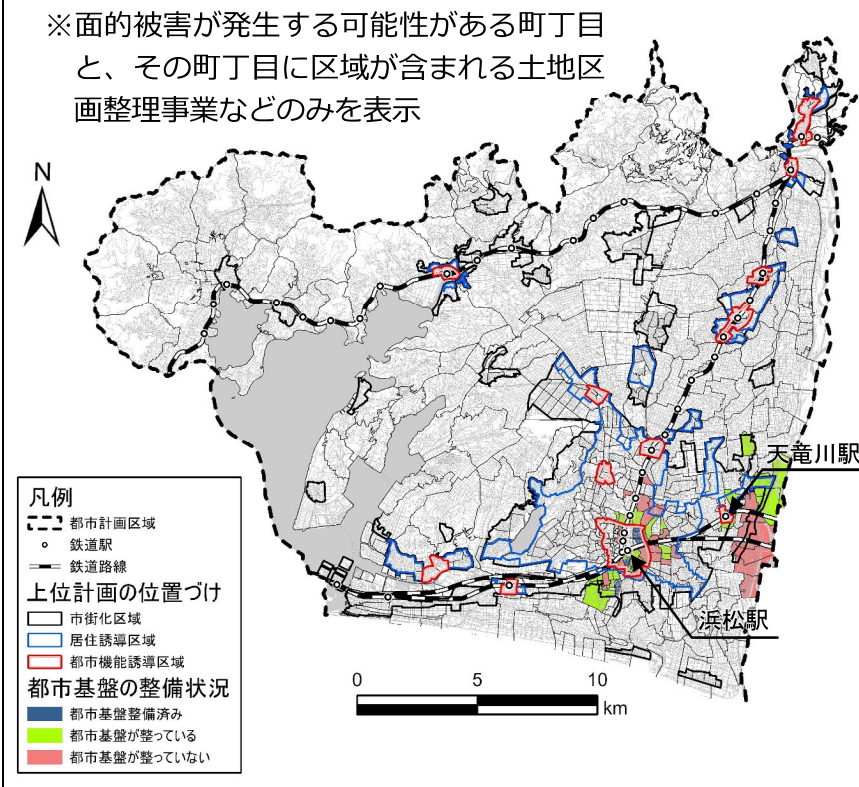 ※面的被害が発生する可能性がある町丁目
と、その町丁目に区域が含まれる土地区
画整理事業などのみを表示
N
天竜川駅
浜松駅
凡例
都市計画区域
鉄道駅
鉄道路線
上位計画の位置づけ
市街化区域
居住誘導区域
都市機能誘導区域
都市基盤の整備状況
都市基盤整備済み
都市基盤が整っている
都市基盤が整っていない
0 5 10
km